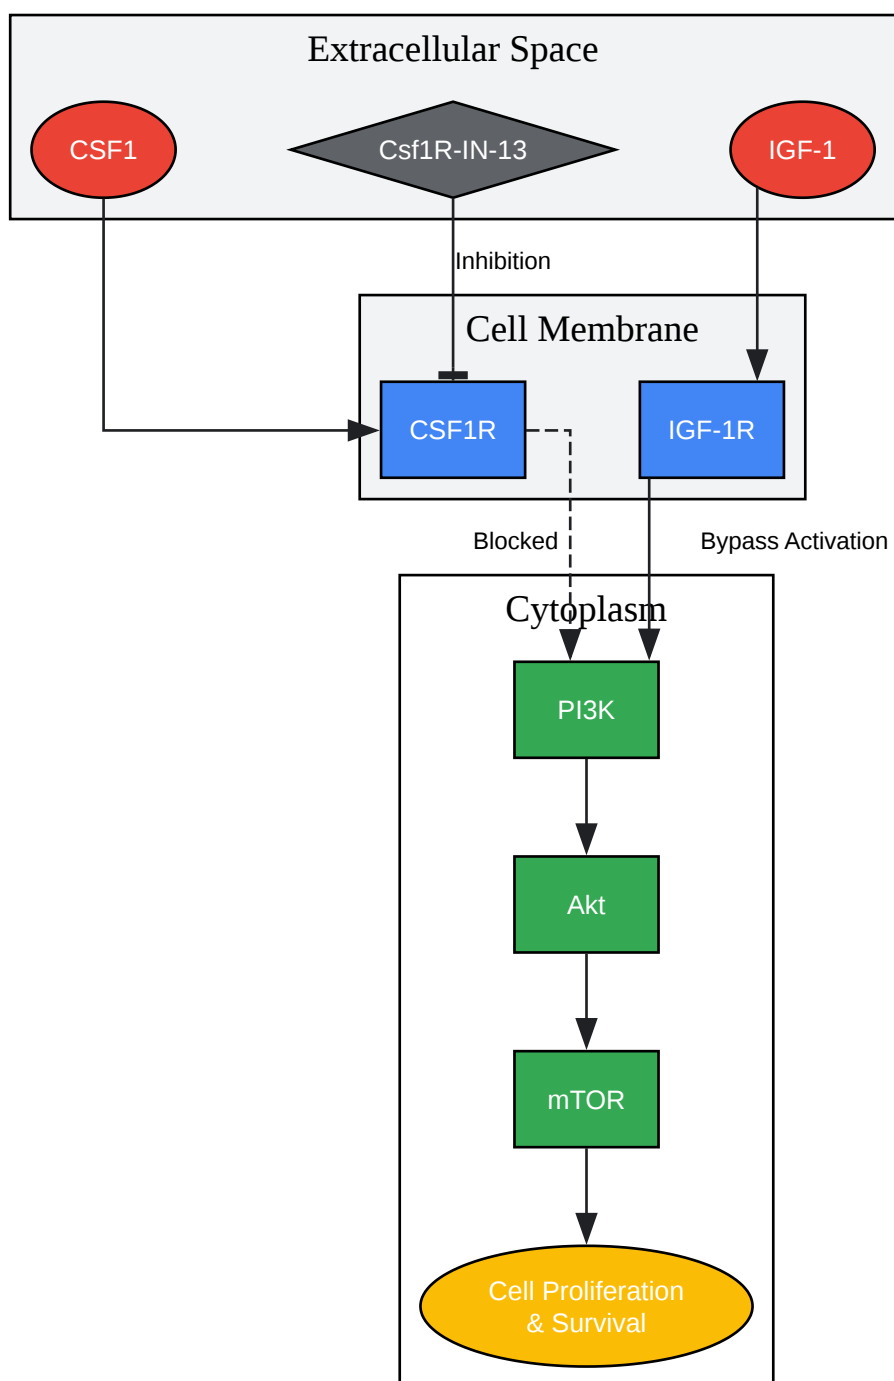 Extracellular Space
CSF1
Csf1R-IN-13
IGF-1
Inhibition
Cell Membrane
CSF1R
IGF-1R
Blocked
Bypass Activation
Cytoplasm
PI3K
Akt
mTOR
Cell Proliferation
& Survival